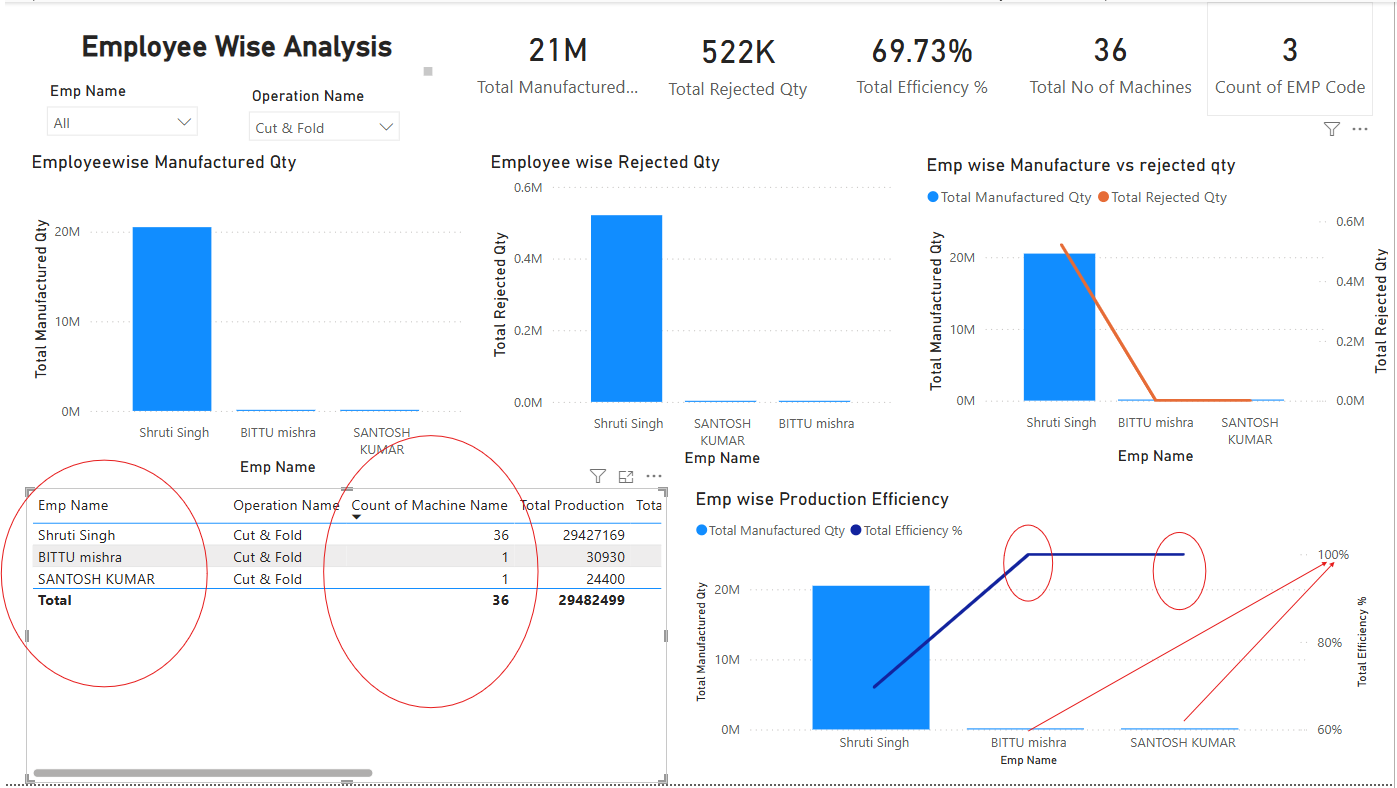 Employee Wise Analysis
Emp Name
All
Operation Name
Cut & Fold
21M
Total Manufactured...
522K
Total Rejected Qty
69.73%
Total Efficiency %
36
Total No of Machines
3
Count of EMP Code
Employeewise Manufactured Qty
Total Manufactured Qty
20M
10M
0M
Shruti Singh
BITTU mishra
SANTOSH
KUMAR
Emp Name
Employee wise Rejected Qty
Total Rejected Qty
0.6M
0.4M
0.2M
0.0M
Shruti Singh
SANTOSH
KUMAR
BITTU mishra
Emp Name
Emp wise Manufacture vs rejected qty
Total Manufactured Qty Total Rejected Qty
Total Manufactured Qty
20M
10M
0M
0.6M
0.4M
0.2M
0.0M
Total Rejected Qty
Shruti Singh
BITTU mishra
SANTOSH
KUMAR
Emp Name
Emp Name Operation Name Count of Machine Name Total Production Tota
Shruti Singh Cut & Fold 36 29427169
BITTU mishra Cut & Fold 1 30930
SANTOSH KUMAR Cut & Fold 1 24400
Total 36 29482499
Emp wise Production Efficiency
Total Manufactured Qty Total Efficiency %
Total Manufactured Qty
20M
10M
0M
100%
80%
60%
Total Efficiency %
Shruti Singh
BITTU mishra
SANTOSH KUMAR
Emp Name